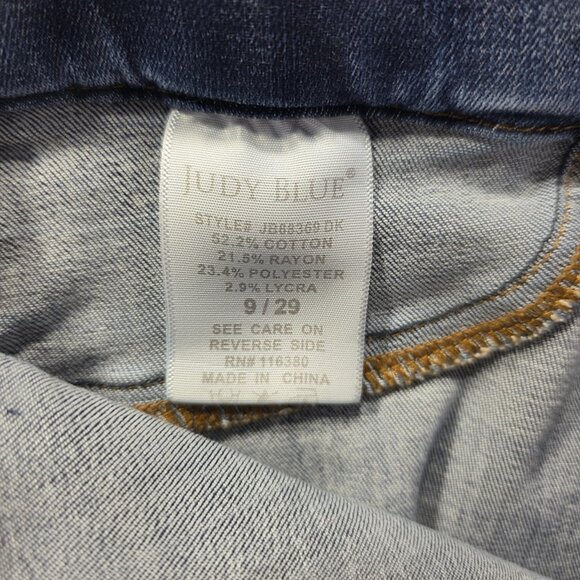 JUDY BLUE®
STYLE# JB88369 DK
52.2% COTTON
21.5% RAYON
23.4% POLYESTER
2.9% LYCRA
9 / 29
SEE CARE ON
REVERSE SIDE
RN# 116380
MADE IN CHINA